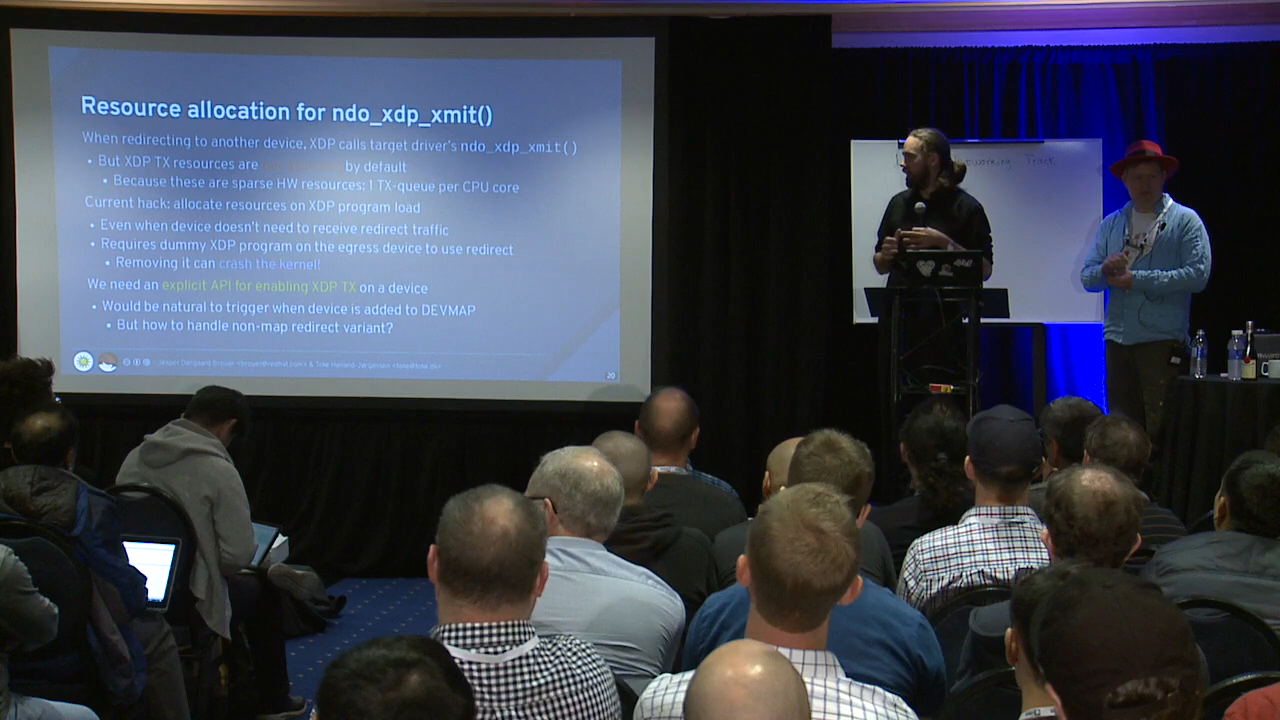 Resource allocation for ndo_xdp_xmit()
When redirecting to another device, XDP calls target driver's ndo_xdp_xmit()
• But XDP TX resources are by default
• Because these are sparse HW resources: 1 TX-queue per CPU core
Current hack: allocate resources on XDP program load
• Even when device doesn't need to receive redirect traffic
• Requires dummy XDP program on the egress device to use redirect
• Removing it can crash the kernel!
We need an explicit API for enabling XDP TX on a device
• Would be natural to trigger when device is added to DEVMAP
• But how to handle non-map redirect variant?
20
Networking Track